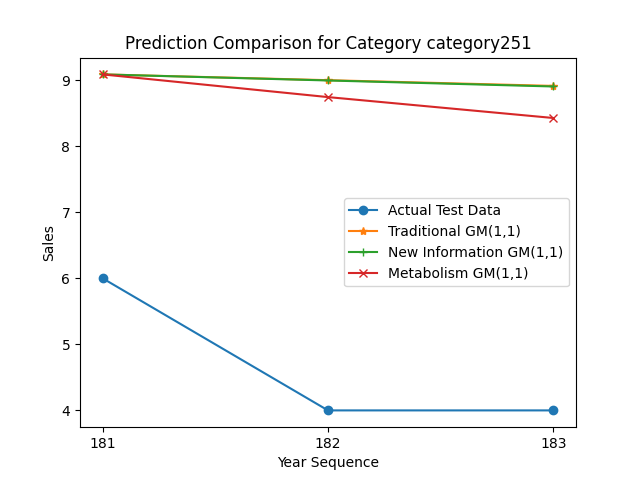 Prediction Comparison for Category category251
9
8
7
6
5
4
Sales
Actual Test Data
Traditional GM(1,1)
New Information GM(1,1)
Metabolism GM(1,1)
181
182
183
Year Sequence